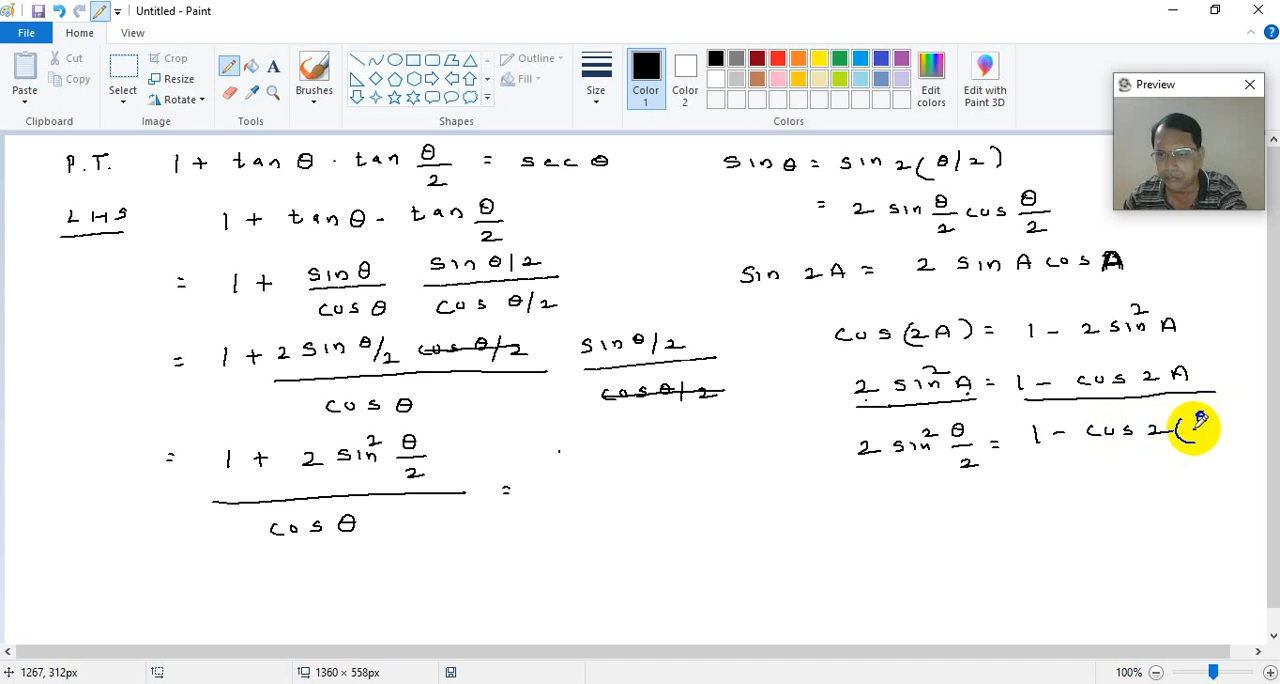 Untitled - Paint
File Home View
Paste Cut Copy
Clipboard
Select Crop Resize Rotate
Image
A
Tools
Brushes
Outline Fill
Shapes
Size
Color 1 Color 2
Edit colors
Colors
Edit with Paint 3D
Preview
P.T. 1 + tan θ · tan θ/2 = sec θ
LHS 1 + tan θ - tan θ/2
= 1 + sin θ/cos θ sin θ/2/cos θ/2
= 1 + 2 sin θ/2 cos θ/2/cos θ sin θ/2/cos θ/2
= 1 + 2 sin² θ/2/cos θ =
sin θ = sin 2(θ/2)
= 2 sin θ/2 cos θ/2
sin 2A = 2 sin A cos A
cos(2A) = 1 - 2 sin² A
2 sin² A = 1 - cos 2A
2 sin² θ/2 = 1 - cos 2(θ
1267, 312px
1360 × 558px
100%